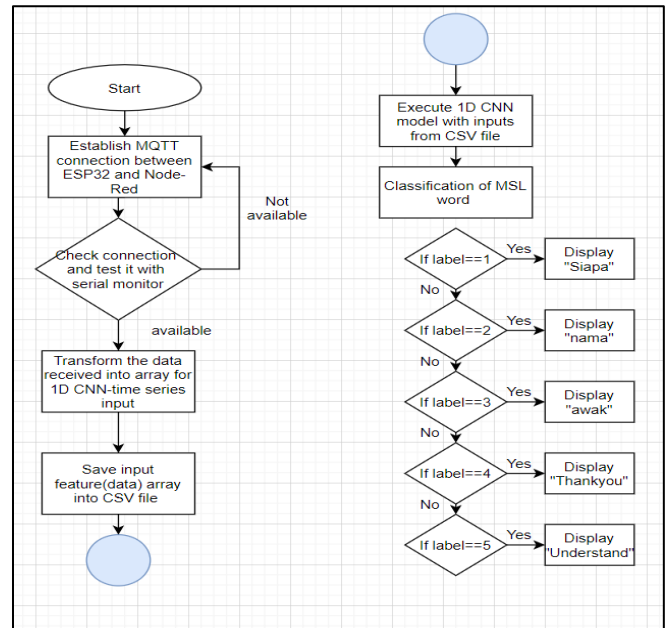 Start
Establish MQTT
connection between
ESP32 and Node-
Red
Not
available
Check connection
and test it with
serial monitor
available
Transform the data
received into array for
1D CNN-time series
input
Save input
feature(data) array
into CSV file
Execute 1D CNN
model with inputs
from CSV file
Classification of MSL
word
If label==1
Yes
Display
"Siapa"
No
If label==2
Yes
Display
"nama"
No
If label==3
Yes
Display
"awak"
No
If label==4
Yes
Display
"Thankyou"
No
If label==5
Yes
Display
"Understand"